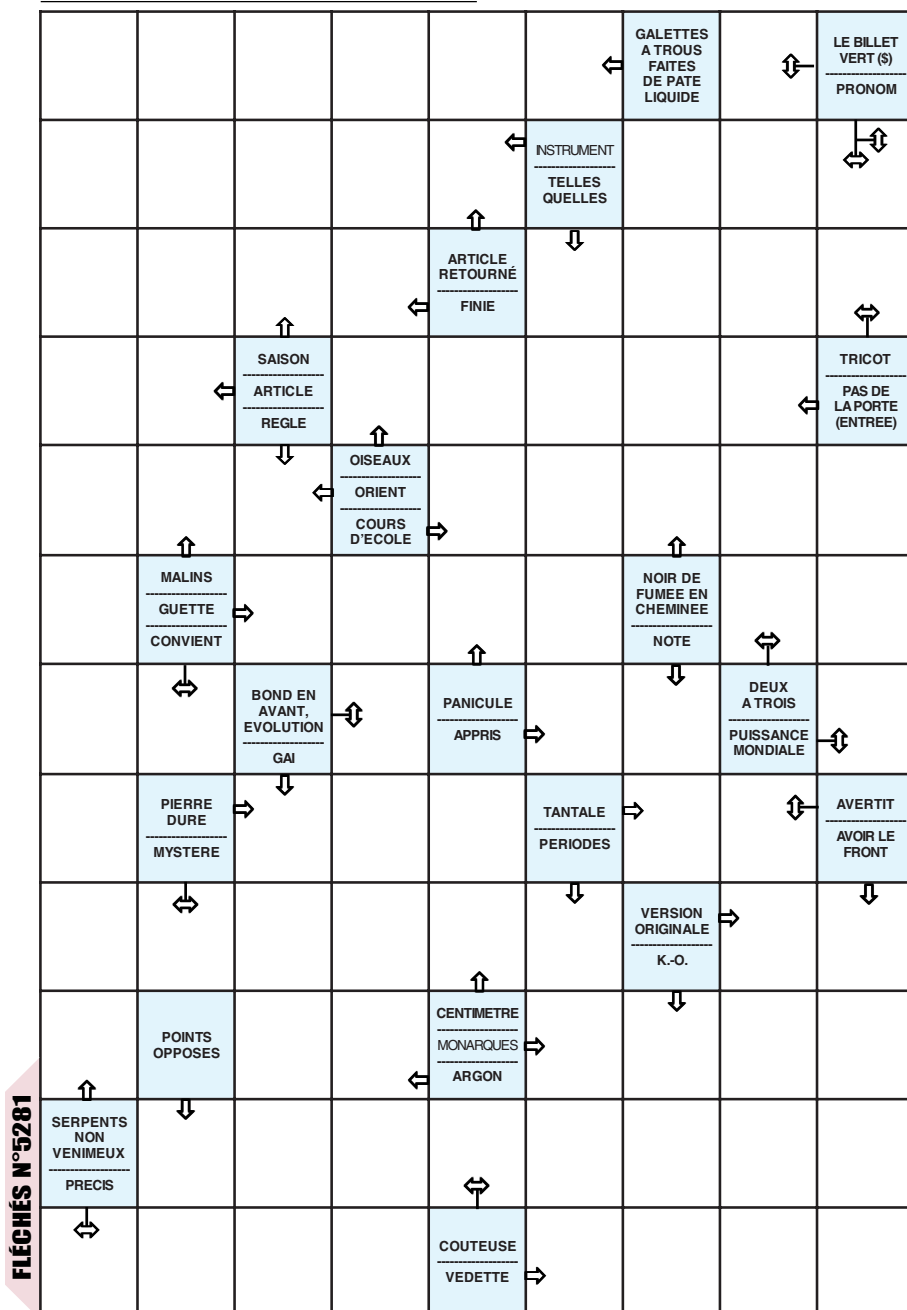 GALETTES
A TROUS
FAITES
DE PATE
LIQUIDE
LE BILLET
VERT ($)
PRONOM
INSTRUMENT
TELLES
QUELLES
ARTICLE
RETOURNÉ
FINIE
SAISON
ARTICLE
REGLE
TRICOT
PAS DE
LA PORTE
(ENTREE)
OISEAUX
ORIENT
COURS
D'ECOLE
MALINS
GUETTE
CONVIENT
NOIR DE
FUMEE EN
CHEMINEE
NOTE
BOND EN
AVANT,
EVOLUTION
GAI
PANICULE
APPRIS
DEUX
A TROIS
PUISSANCE
MONDIALE
PIERRE
DURE
MYSTERE
TANTALE
PERIODES
AVERTIT
AVOIR LE
FRONT
VERSION
ORIGINALE
K.-O.
POINTS
OPPOSES
CENTIMETRE
MONARQUES
ARGON
SERPENTS
NON
VENIMEUX
PRECIS
COUTEUSE
VEDETTE
FLÉCHÉS N°5281